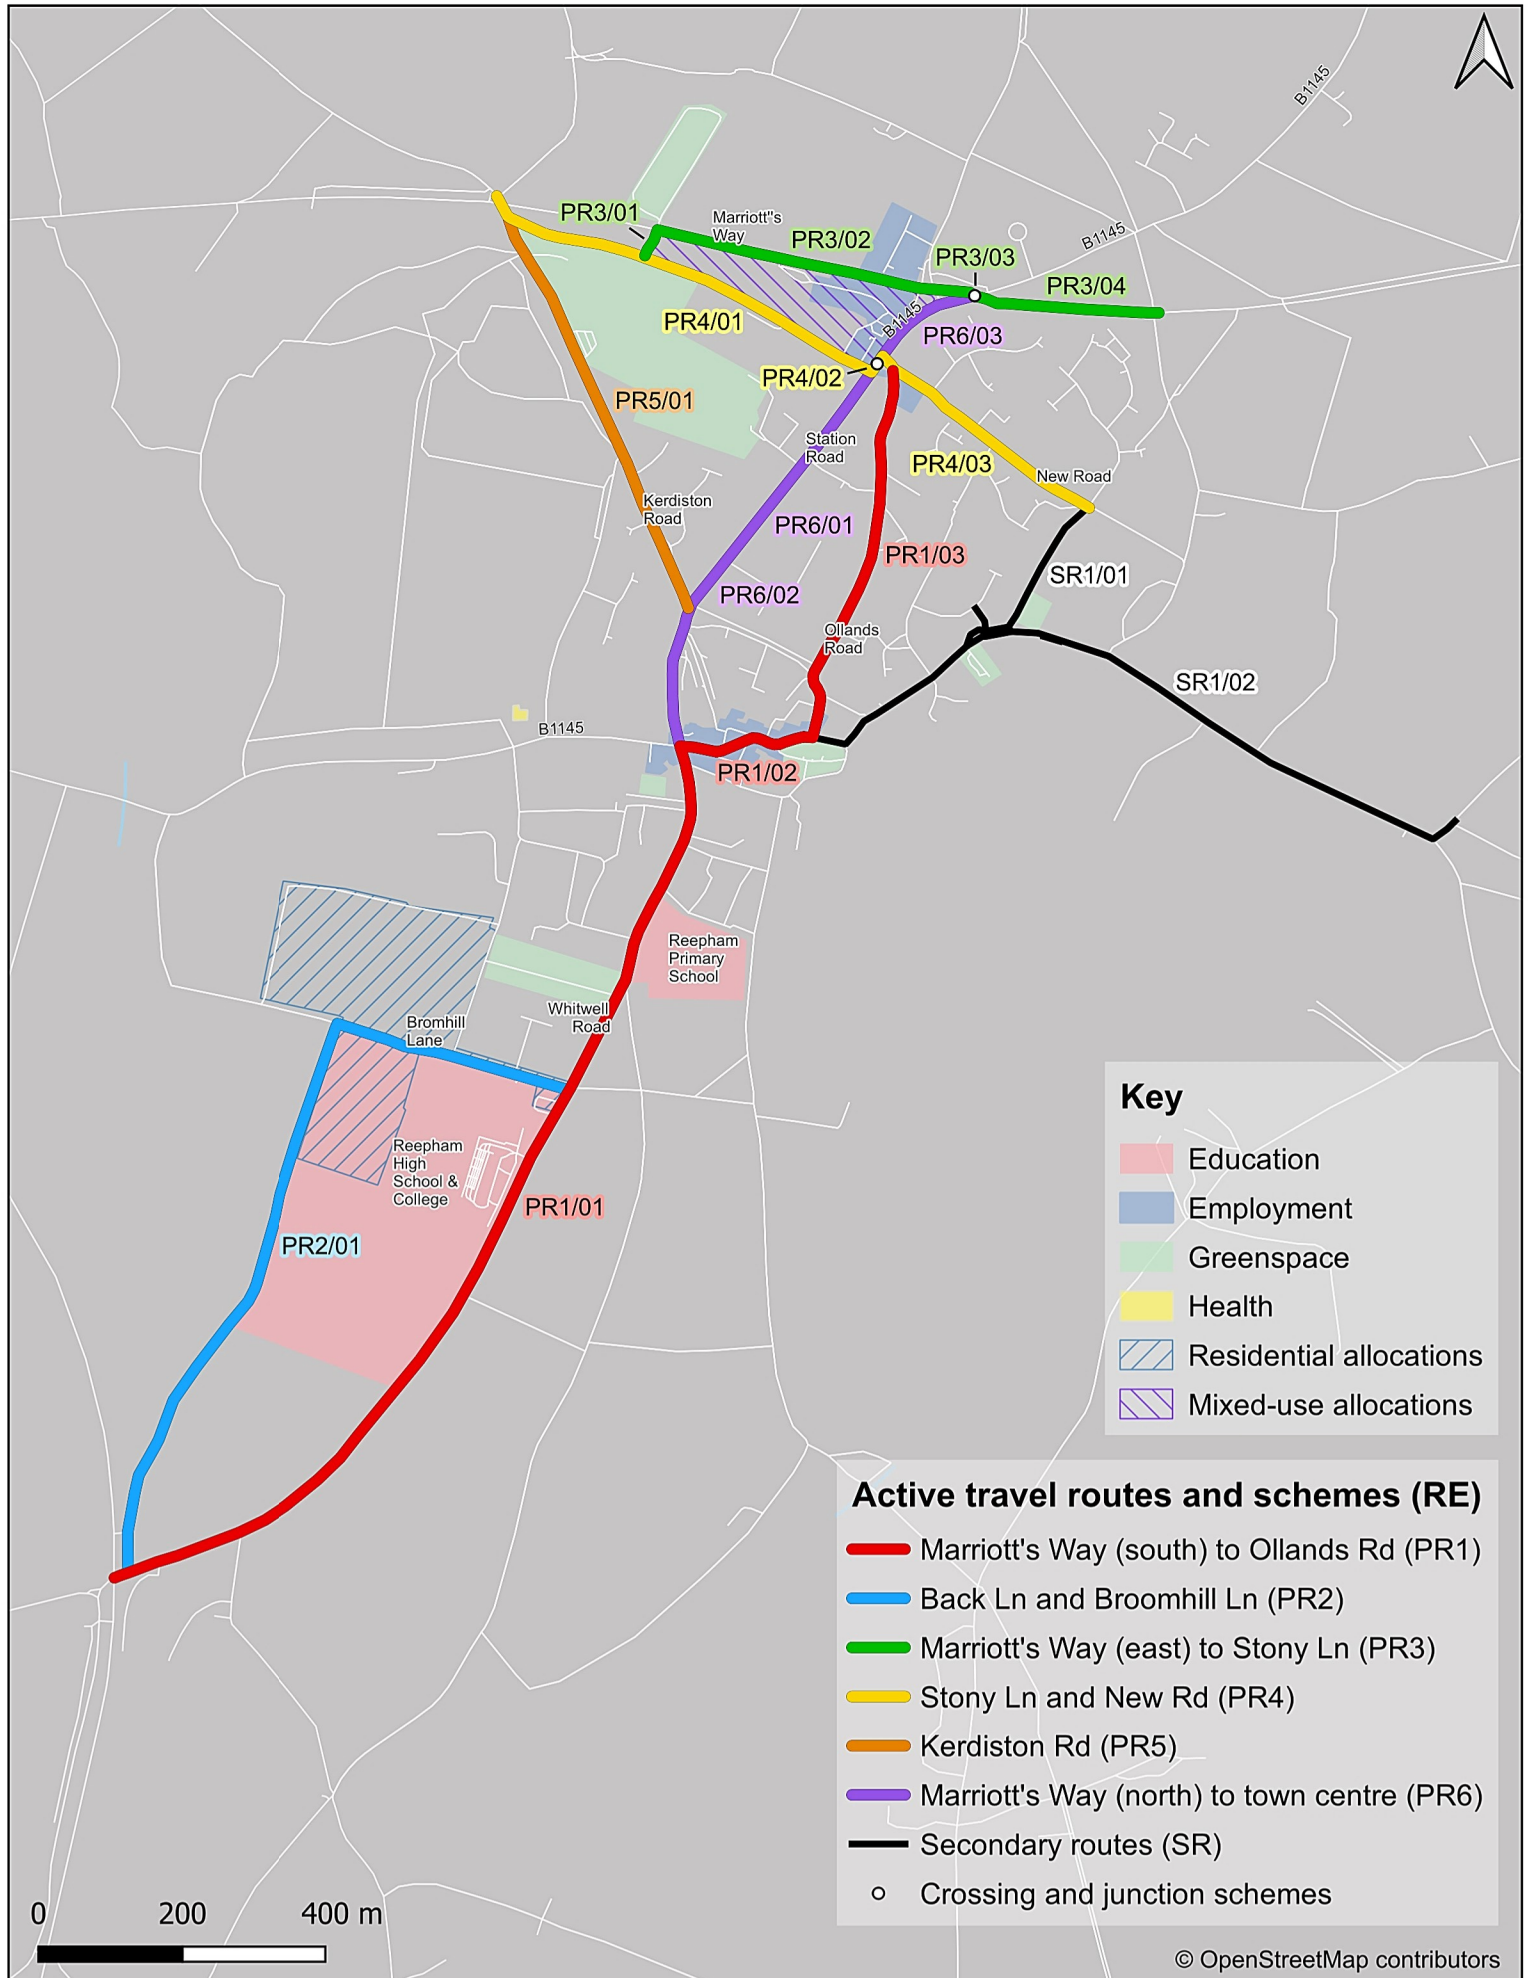 B1145
PR3/01
Marriott"s
Way
PR3/02
B1145
PR3/03
PR3/04
PR4/01
B1145
PR6/03
PR4/02
PR5/01
Station
Road
PR4/03
New Road
Kerdiston
Road
PR6/01
PR1/03
SR1/01
PR6/02
Ollands
Road
SR1/02
B1145
PR1/02
Reepham
Primary
School
Whitwell
Road
Bromhill
Lane
Reepham
High
School &
College
PR1/01
PR2/01
Key
Education
Employment
Greenspace
Health
Residential allocations
Mixed-use allocations
Active travel routes and schemes (RE)
Marriott's Way (south) to Ollands Rd (PR1)
Back Ln and Broomhill Ln (PR2)
Marriott's Way (east) to Stony Ln (PR3)
Stony Ln and New Rd (PR4)
Kerdiston Rd (PR5)
Marriott's Way (north) to town centre (PR6)
Secondary routes (SR)
Crossing and junction schemes
0 200 400 m
© OpenStreetMap contributors